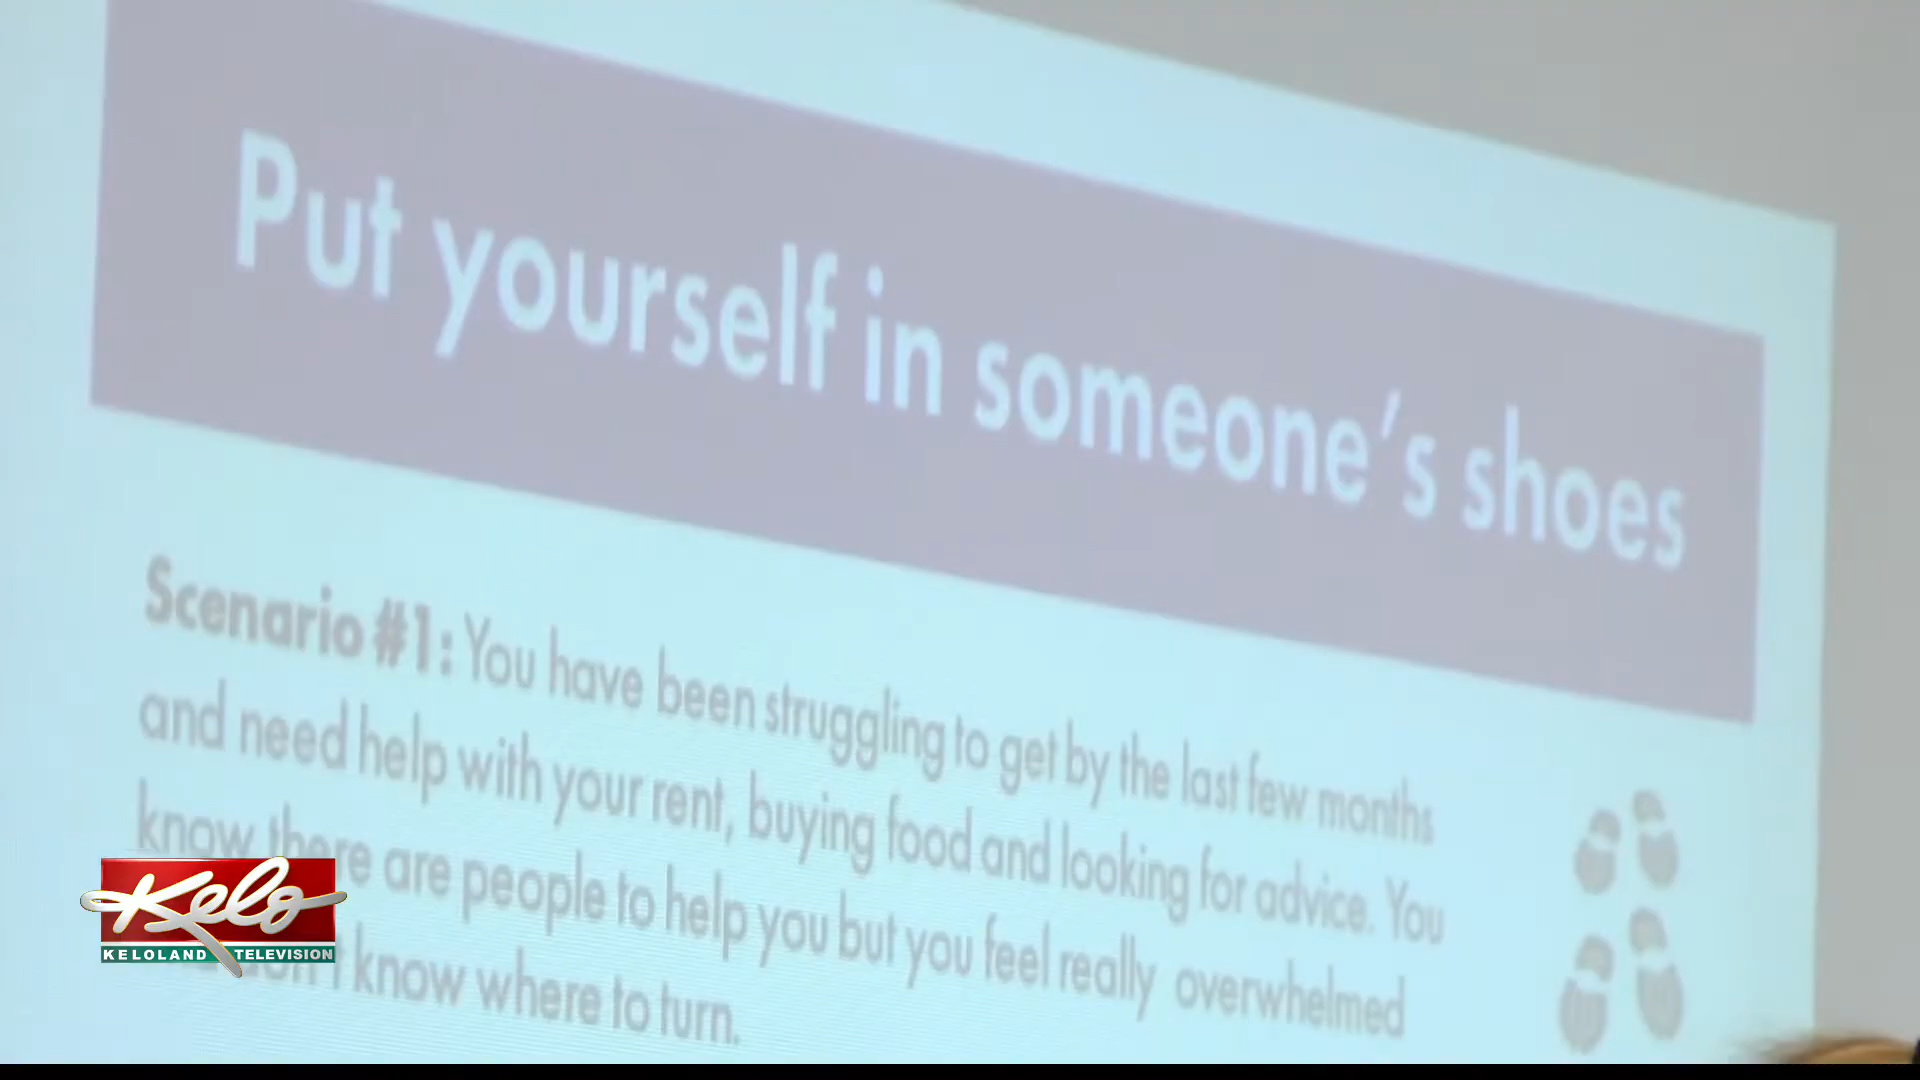 Put yourself in someone's shoes
Scenario #1: You have been struggling to get by the last few months
and need help with your rent, buying food and looking for advice. You
know there are people to help you but you feel really overwhelmed
know where to turn.
Kelo
KELOLAND TELEVISION